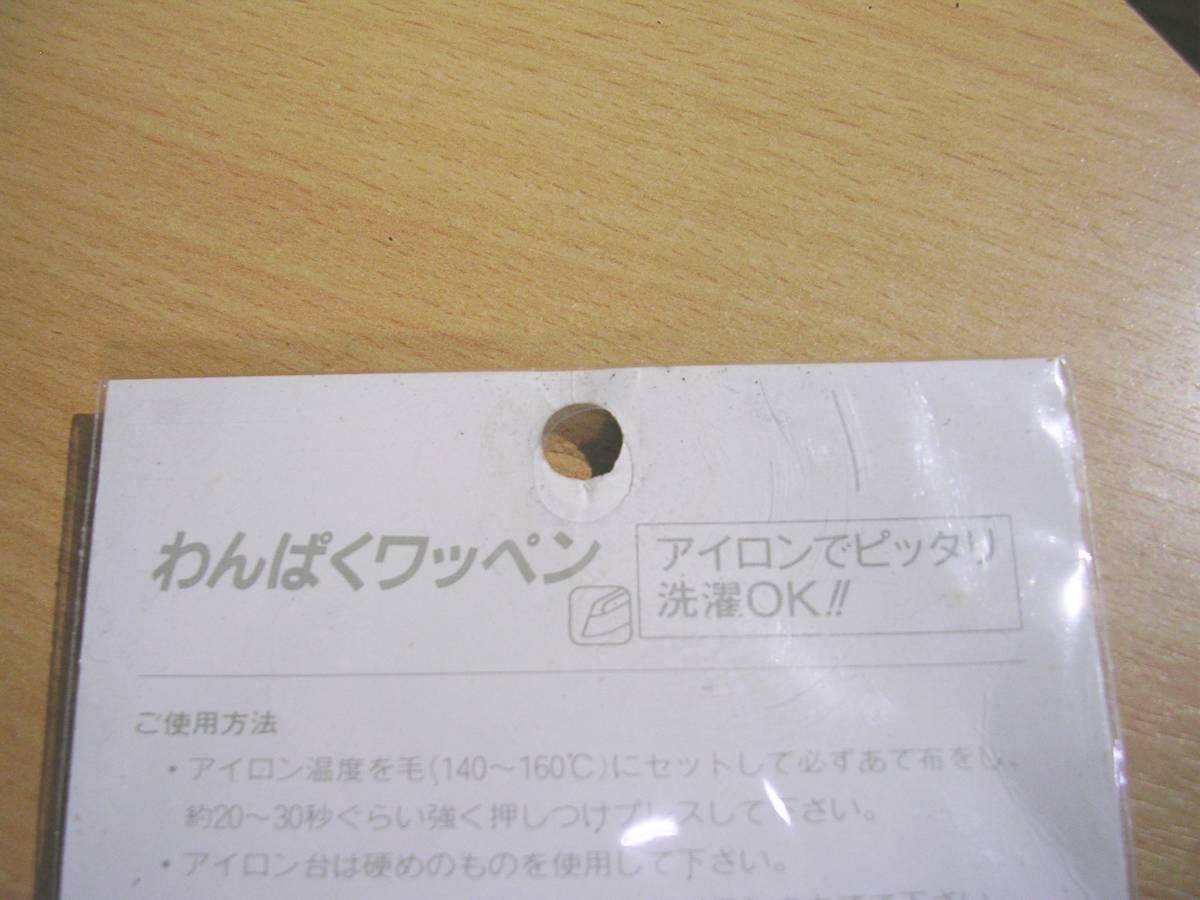 わんぱくワッペン
アイロンでピッタリ
洗濯OK!!
ご使用方法
・アイロン温度を毛(140～160℃)にセットして必ずあて布をし、
約20～30秒ぐらい強く押しつけプレスして下さい。
・アイロン台は硬めのものを使用して下さい。